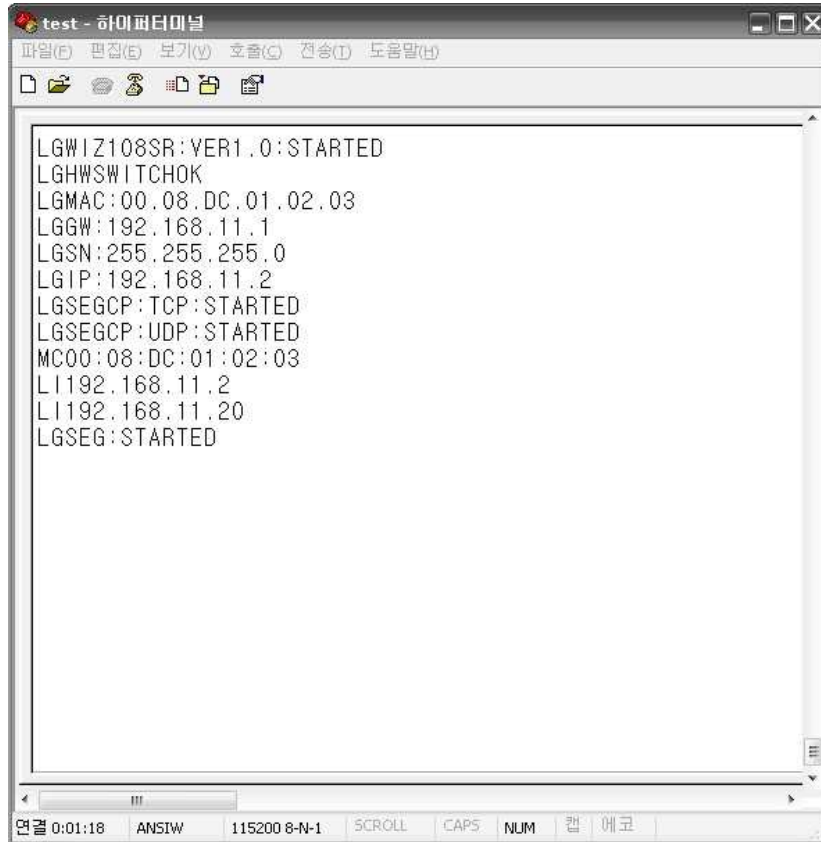 test - 하이퍼터미널
파일(F) 편집(E) 보기(V) 호출(C) 전송(T) 도움말(H)
LGWIZ108SR:VER1.0:STARTED
LGHWSWITCHOK
LGMAC:00.08.DC.01.02.03
LGGW:192.168.11.1
LGSN:255.255.255.0
LGIP:192.168.11.2
LGSEGCP:TCP:STARTED
LGSEGCP:UDP:STARTED
MC00:08:DC:01:02:03
LI192.168.11.2
LI192.168.11.20
LGSEG:STARTED
연결 0:01:18 ANSIW 115200 8-N-1 SCROLL CAPS NUM 캡 에코